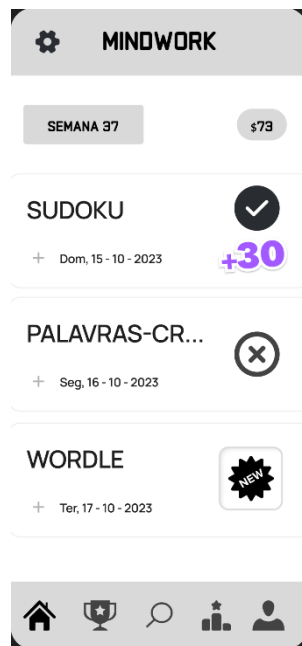 MINDWORK
SEMANA 37
$73
SUDOKU
+ Dom, 15 - 10 - 2023
+30
PALAVRAS-CR...
+ Seg, 16 - 10 - 2023
WORDLE
NEW
+ Ter, 17 - 10 - 2023